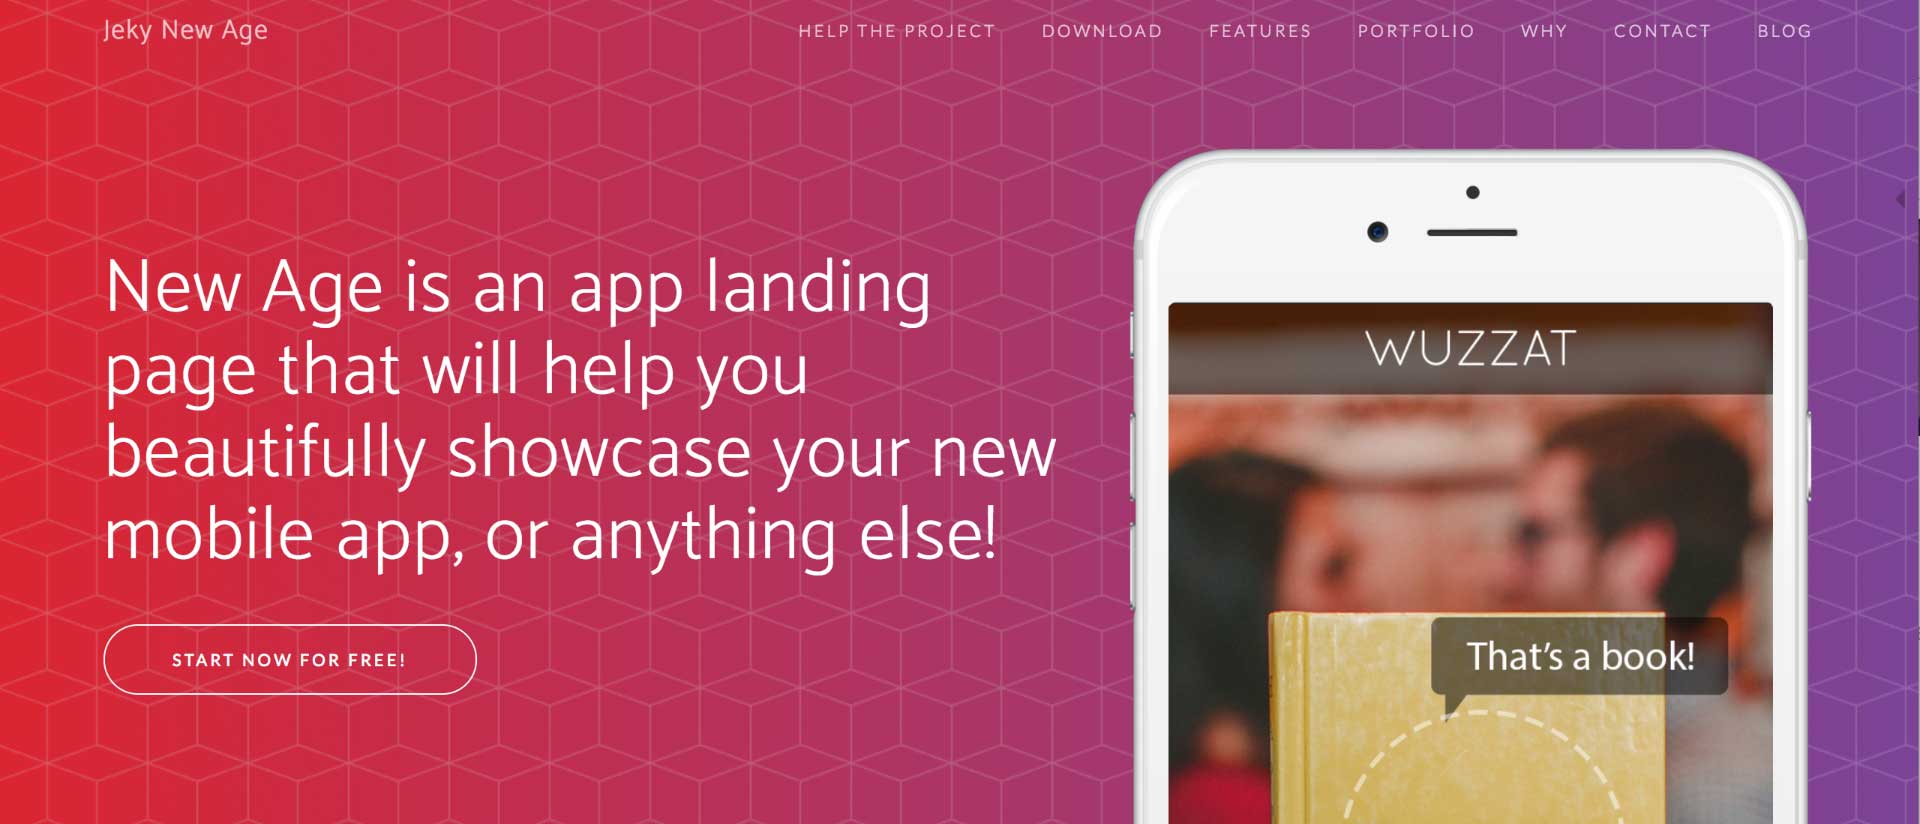 Jeky New Age
HELP THE PROJECT DOWNLOAD FEATURES PORTFOLIO WHY CONTACT BLOG
New Age is an app landing
page that will help you
beautifully showcase your new
mobile app, or anything else!
START NOW FOR FREE!
WUZZAT
That's a book!